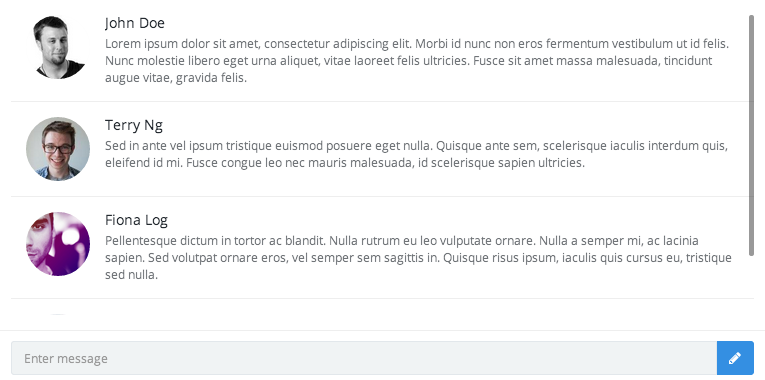 John Doe
Lorem ipsum dolor sit amet, consectetur adipiscing elit. Morbi id nunc non eros fermentum vestibulum ut id felis.
Nunc molestie libero eget urna aliquet, vitae laoreet felis ultricies. Fusce sit amet massa malesuada, tincidunt
augue vitae, gravida felis.
Terry Ng
Sed in ante vel ipsum tristique euismod posuere eget nulla. Quisque ante sem, scelerisque iaculis interdum quis,
eleifend id mi. Fusce congue leo nec mauris malesuada, id scelerisque sapien ultricies.
Fiona Log
Pellentesque dictum in tortor ac blandit. Nulla rutrum eu leo vulputate ornare. Nulla a semper mi, ac lacinia
sapien. Sed volutpat ornare eros, vel semper sem sagittis in. Quisque risus ipsum, iaculis quis cursus eu, tristique
sed nulla.
Enter message